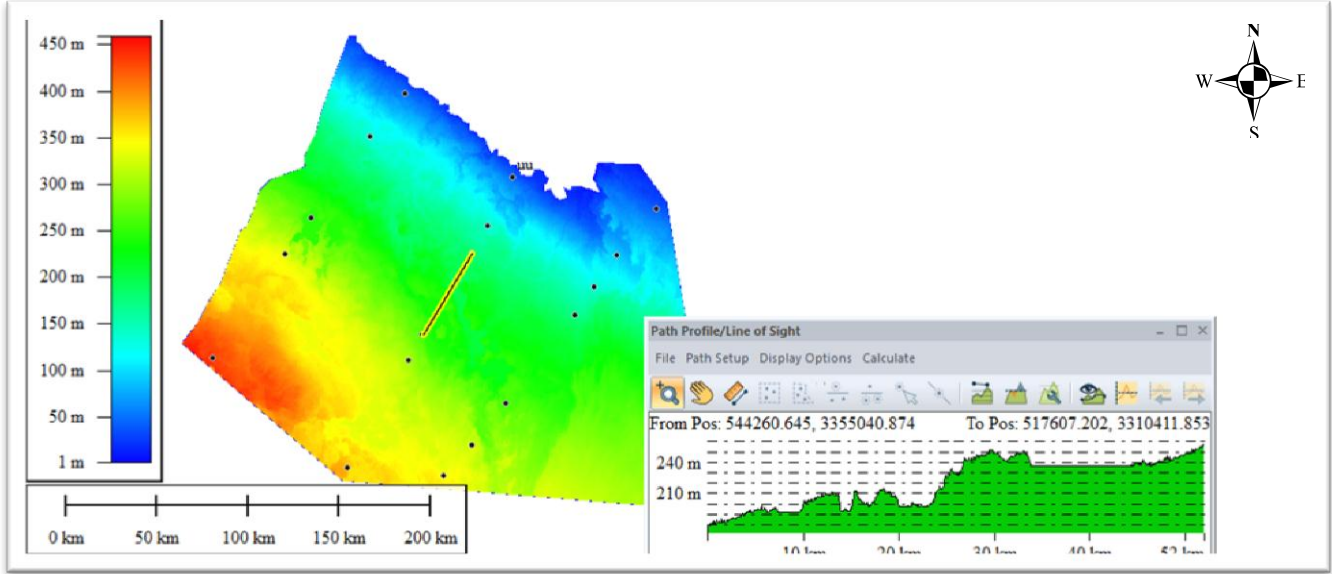 N
W E
S
450 m
400 m
350 m
300 m
250 m
200 m
150 m
100 m
50 m
1 m
0 km 50 km 100 km 150 km 200 km
Path Profile/Line of Sight
File Path Setup Display Options Calculate
From Pos: 544260.645, 3355040.874 To Pos: 517607.202, 3310411.853
240 m
210 m
10 km 20 km 30 km 40 km 52 km